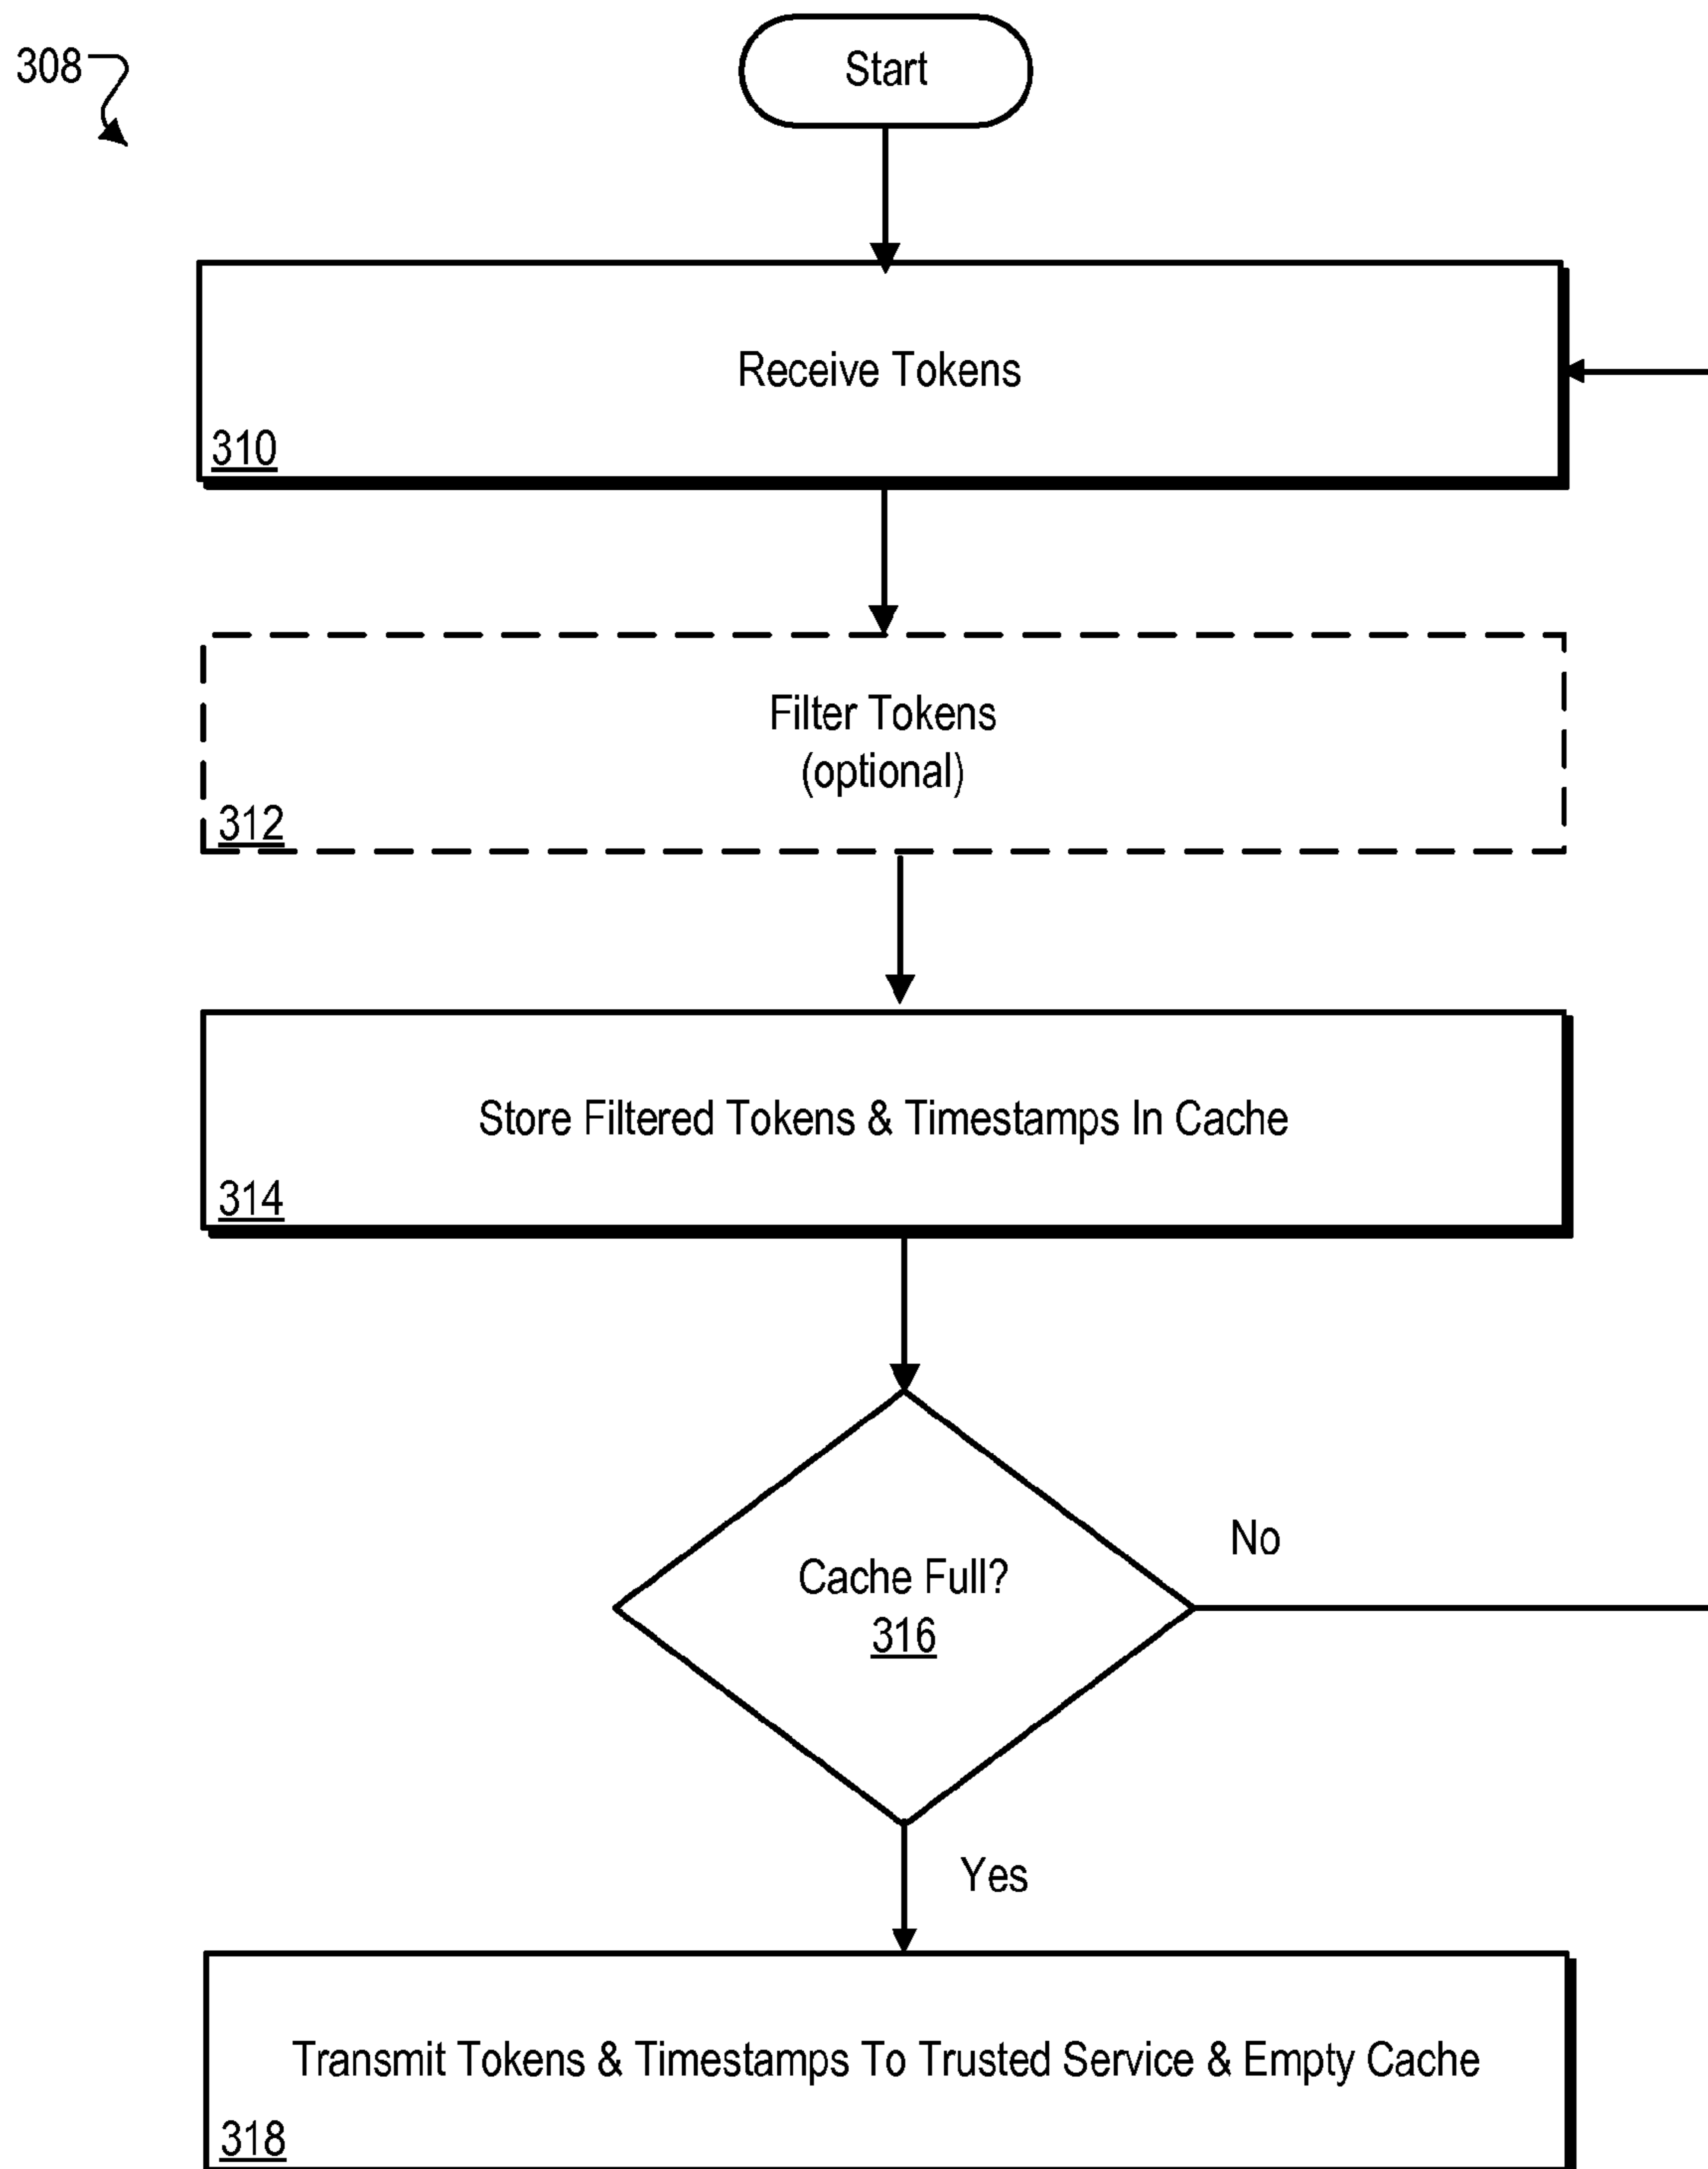 308
Start
Receive Tokens
310
Filter Tokens
(optional)
312
Store Filtered Tokens & Timestamps In Cache
314
Cache Full?
316
No
Yes
Transmit Tokens & Timestamps To Trusted Service & Empty Cache
318